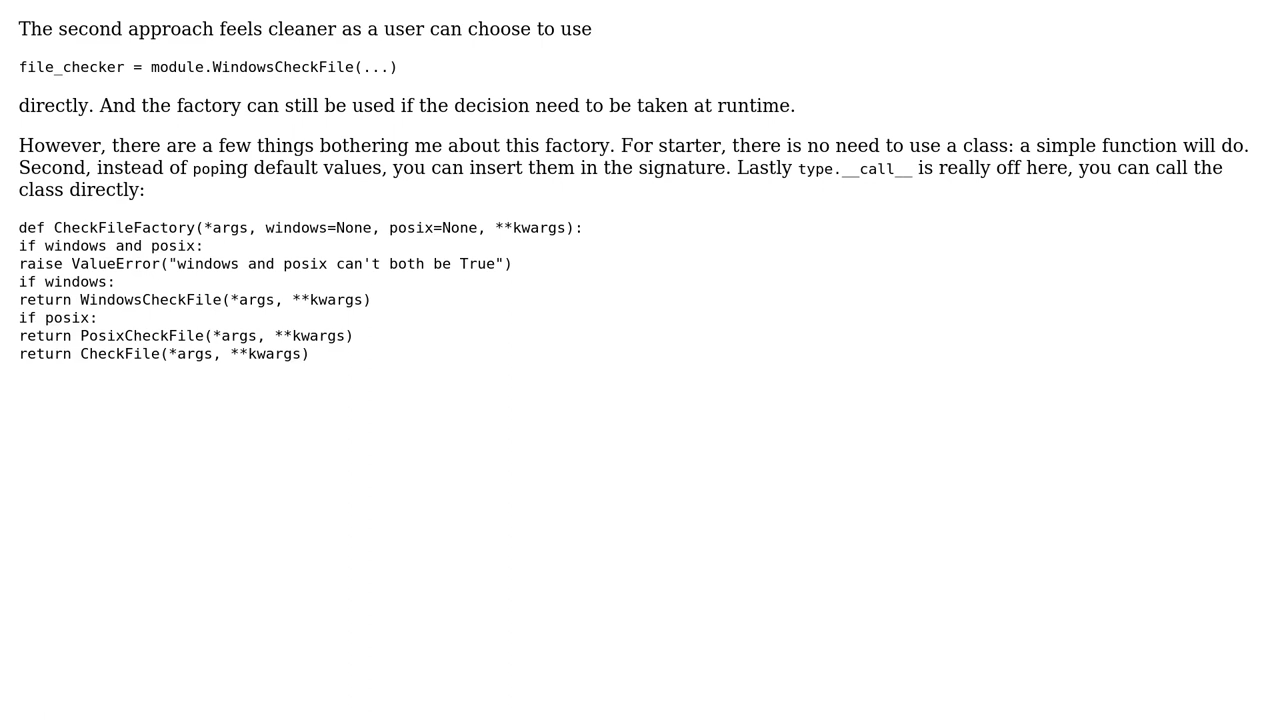 The second approach feels cleaner as a user can choose to use
file_checker = module.WindowsCheckFile(...)
directly. And the factory can still be used if the decision need to be taken at runtime.
However, there are a few things bothering me about this factory. For starter, there is no need to use a class: a simple function will do.
Second, instead of poping default values, you can insert them in the signature. Lastly type.__call__ is really off here, you can call the
class directly:
def CheckFileFactory(*args, windows=None, posix=None, **kwargs):
if windows and posix:
raise ValueError("windows and posix can't both be True")
if windows:
return WindowsCheckFile(*args, **kwargs)
if posix:
return PosixCheckFile(*args, **kwargs)
return CheckFile(*args, **kwargs)